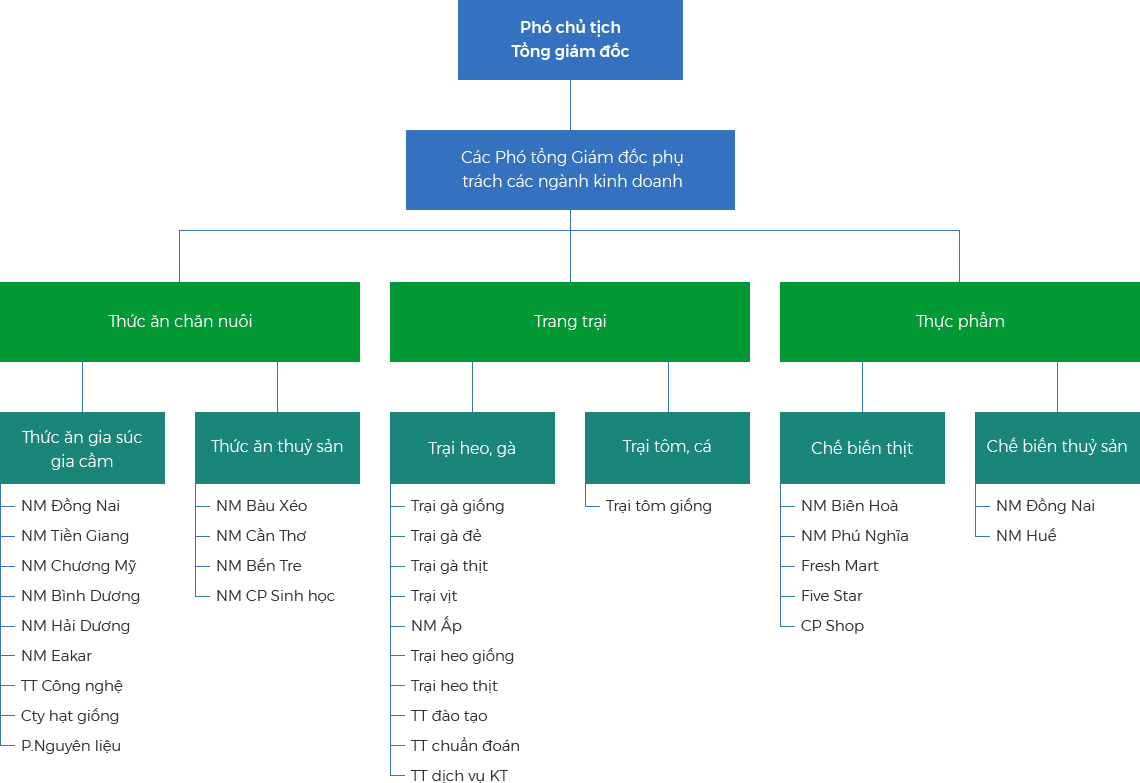 Phó chủ tịch
Tổng giám đốc
Các Phó tổng Giám đốc phụ
trách các ngành kinh doanh
Thức ăn chăn nuôi
Trang trại
Thực phẩm
Thức ăn gia súc
gia cầm
NM Đồng Nai
NM Tiền Giang
NM Chương Mỹ
NM Bình Dương
NM Hải Dương
NM Eakar
TT Công nghệ
Cty hạt giống
P.Nguyên liệu
Thức ăn thuỷ sản
NM Bàu Xéo
NM Cần Thơ
NM Bến Tre
NM CP Sinh học
Trại heo, gà
Trại gà giống
Trại gà đẻ
Trại gà thịt
Trại vịt
NM Ấp
Trại heo giống
Trại heo thịt
TT đào tạo
TT chuẩn đoán
TT dịch vụ KT
Trại tôm, cá
Trại tôm giống
Chế biến thịt
NM Biên Hoà
NM Phú Nghĩa
Fresh Mart
Five Star
CP Shop
Chế biến thuỷ sản
NM Đồng Nai
NM Huế